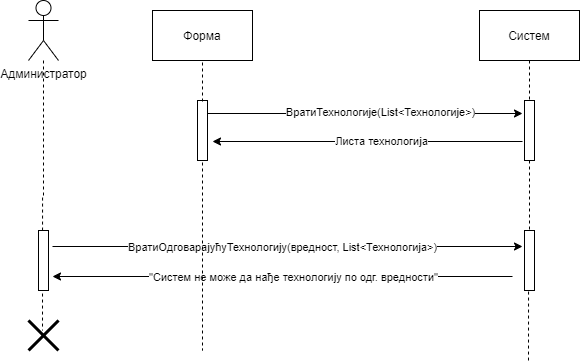 Форма
Систем
Администратор
ВратиТехнологије(List<Технологије>)
Листа технологија
ВратиОдговарајућуТехнологију(вредност, List<Технологија>)
"Систем не може да нађе технологију по одг. вредности"